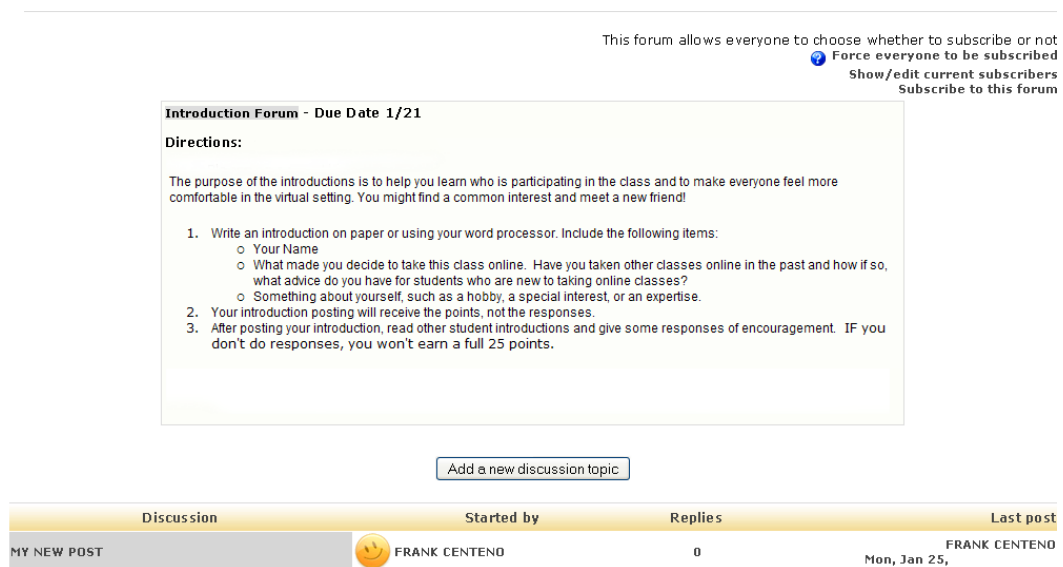 This forum allows everyone to choose whether to subscribe or not
Force everyone to be subscribed
Show/edit current subscribers
Subscribe to this forum
Introduction Forum - Due Date 1/21
Directions:
The purpose of the introductions is to help you learn who is participating in the class and to make everyone feel more
comfortable in the virtual setting. You might find a common interest and meet a new friend!
1. Write an introduction on paper or using your word processor. Include the following items:
o Your Name
o What made you decide to take this class online. Have you taken other classes online in the past and how if so,
what advice do you have for students who are new to taking online classes?
o Something about yourself, such as a hobby, a special interest, or an expertise.
2. Your introduction posting will receive the points, not the responses.
3. After posting your introduction, read other student introductions and give some responses of encouragement. IF you
don't do responses, you won't earn a full 25 points.
Add a new discussion topic
Discussion Started by Replies Last post
MY NEW POST FRANK CENTENO 0 FRANK CENTENO
Mon, Jan 25,